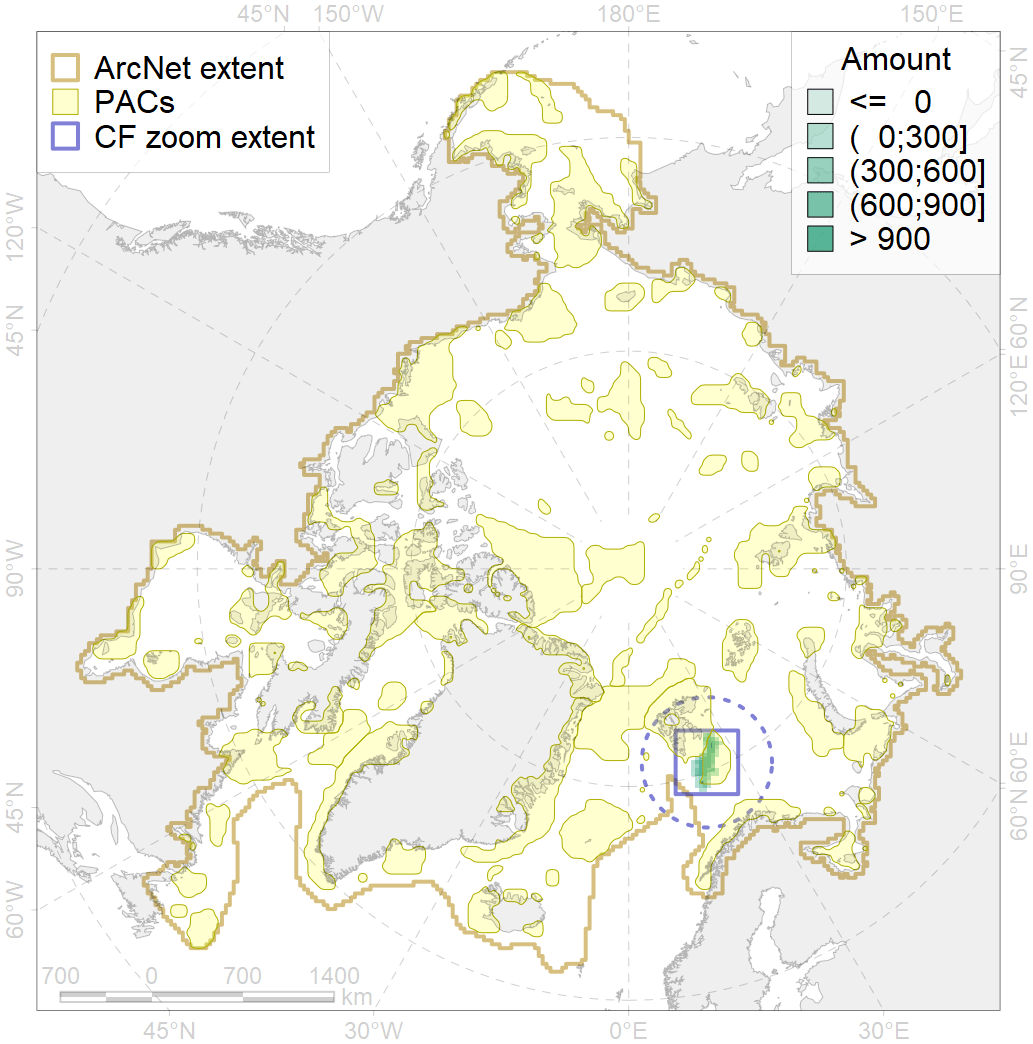 45°N 150°W 180°E 150°E
ArcNet extent
PACs
CF zoom extent
Amount
<= 0
( 0;300]
(300;600]
(600;900]
> 900
120°W
45°N
90°W
45°N
60°W
45°N
60°N
120°E
90°E
60°E
60°N
700 0 700 1400
km
45°N 30°W 0°E 30°E